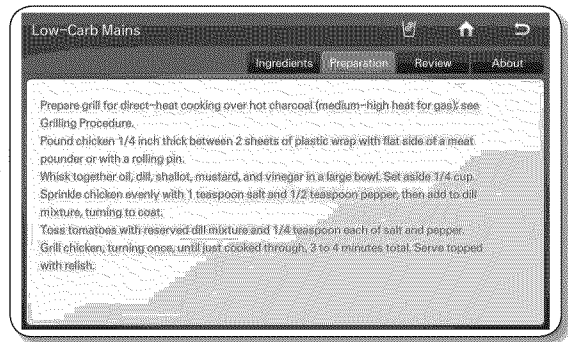 Low-Carb Mains
Ingredients Preparation Review About
Prepare grill for direct-heat cooking over hot charcoal (medium-high heat for gas); see
Grilling Procedure.
Pound chicken 1/4 inch thick between 2 sheets of plastic wrap with flat side of a meat
pounder or with a rolling pin.
Whisk together oil, dill, shallot, mustard, and vinegar in a large bowl. Set aside 1/4 cup.
Sprinkle chicken evenly with 1 teaspoon salt and 1/2 teaspoon pepper, then add to dill
mixture, turning to coat.
Toss tomatoes with reserved dill mixture and 1/4 teaspoon each of salt and pepper.
Grill chicken, turning once, until just cooked through, 3 to 4 minutes total. Serve topped
with relish.